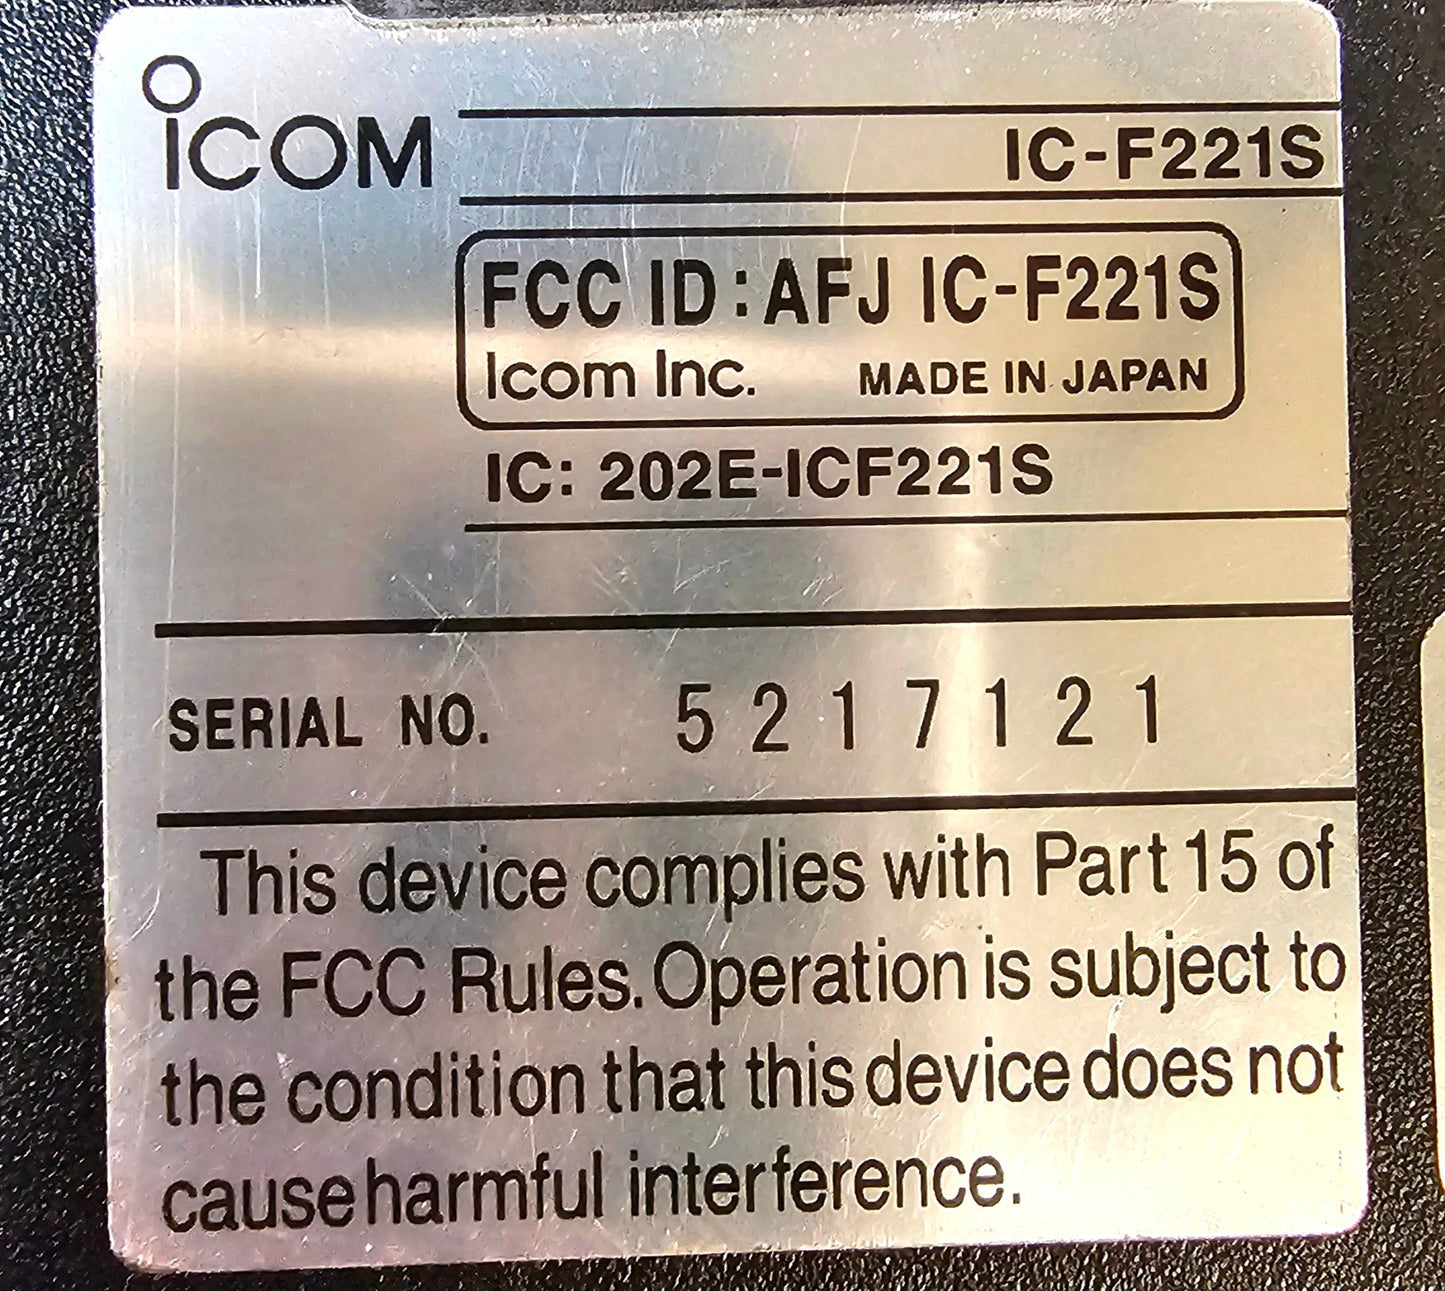 ICOM
IC-F221S
FCC ID : AFJ IC-F221S
Icom Inc. MADE IN JAPAN
IC: 202E-ICF221S
SERIAL NO. 5217121
This device complies with Part 15 of
the FCC Rules. Operation is subject to
the condition that this device does not
cause harmful interference.